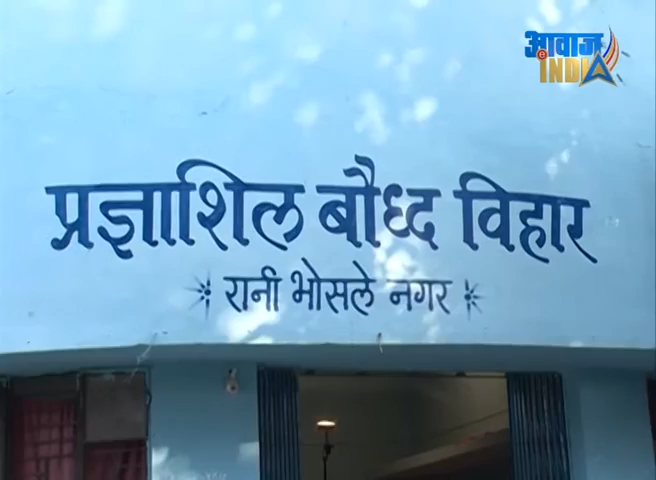 आवाज
e INDIA
प्रज्ञाशिल बौध्द विहार
रानी भोसले नगर